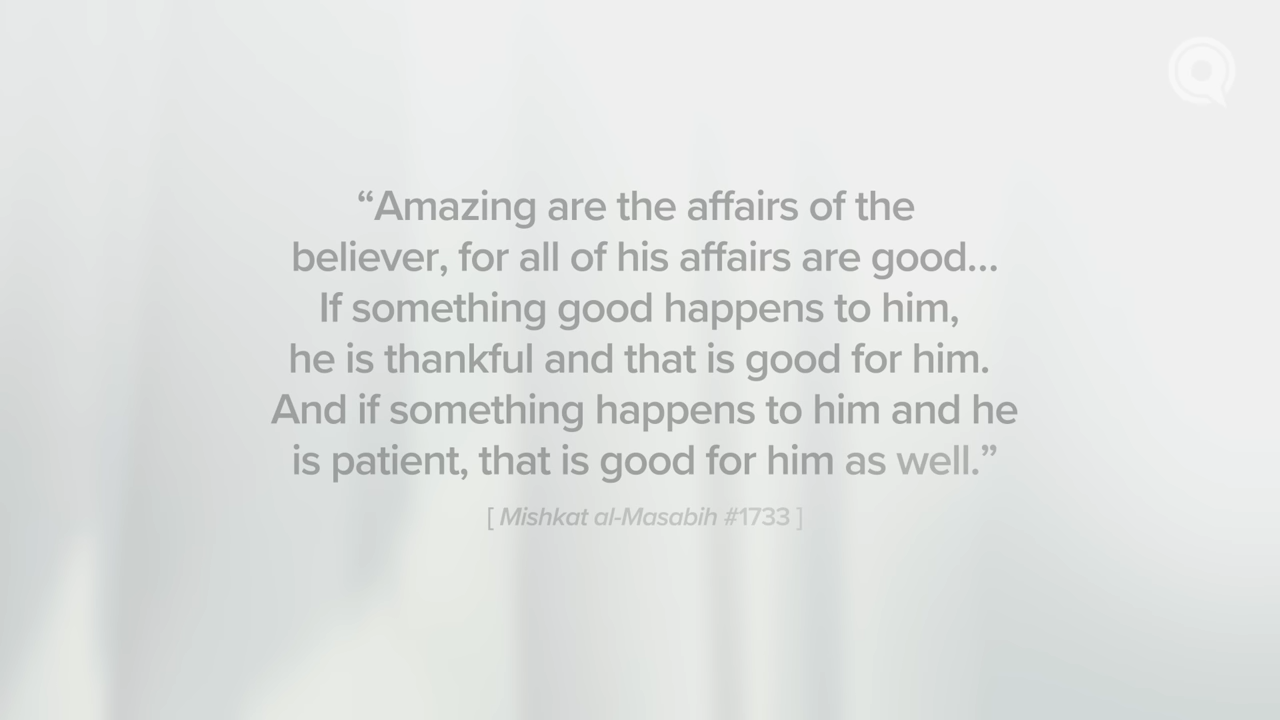 “Amazing are the affairs of the
believer, for all of his affairs are good...
If something good happens to him,
he is thankful and that is good for him.
And if something happens to him and he
is patient, that is good for him as well.”
[ Mishkat al-Masabih #1733 ]